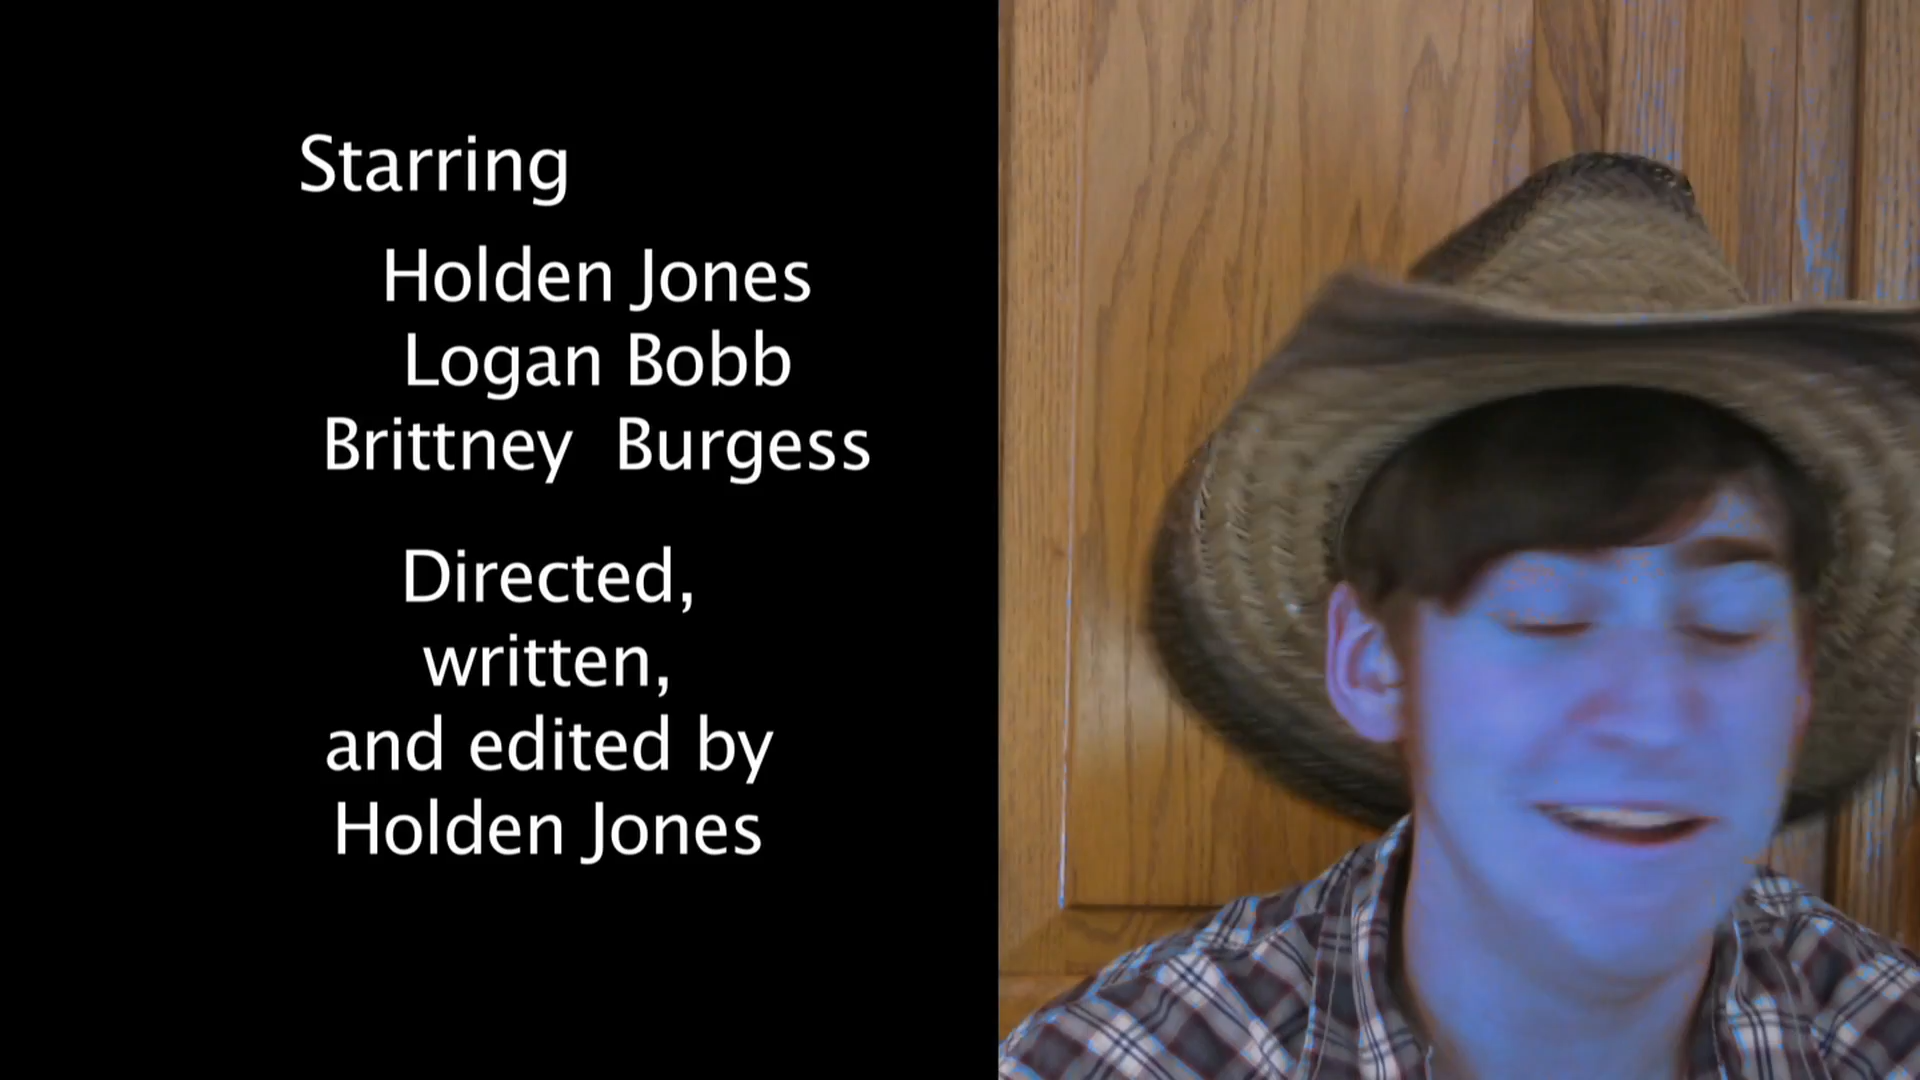 Starring
Holden Jones
Logan Bobb
Brittney  Burgess
Directed,
written,
and edited by
Holden Jones